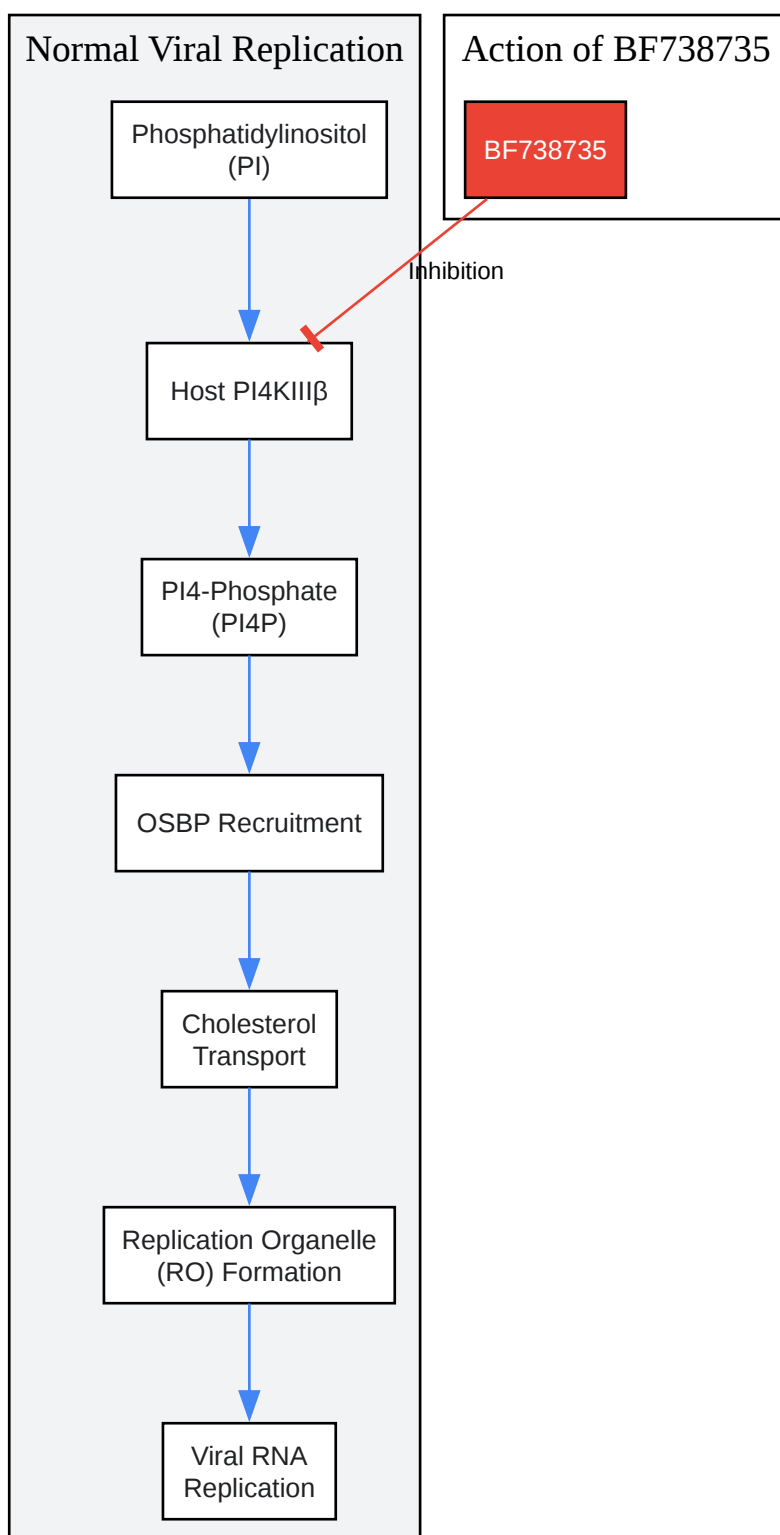 Normal Viral Replication
Action of BF738735
Phosphatidylinositol
(PI)
BF738735
Inhibition
Host PI4KIIIβ
PI4-Phosphate
(PI4P)
OSBP Recruitment
Cholesterol
Transport
Replication Organelle
(RO) Formation
Viral RNA
Replication